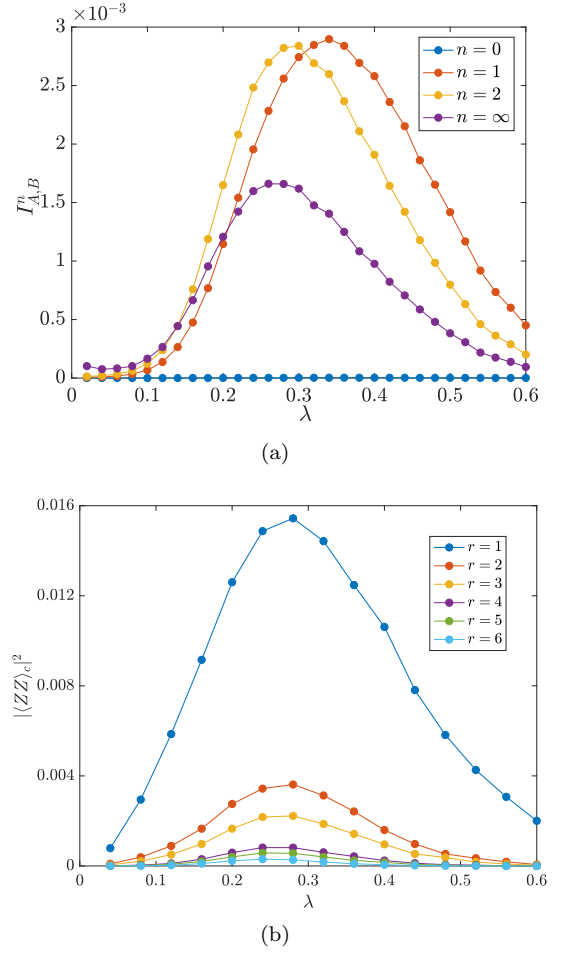 ×10⁻³
3
2.5
2
1.5
1
0.5
0
I^n_{A,B}
n = 0
n = 1
n = 2
n = ∞
0 0.1 0.2 0.3 0.4 0.5 0.6
λ
(a)
0.016
0.012
0.008
0.004
0
|⟨ZZ⟩_c|²
r = 1
r = 2
r = 3
r = 4
r = 5
r = 6
0 0.1 0.2 0.3 0.4 0.5 0.6
λ
(b)